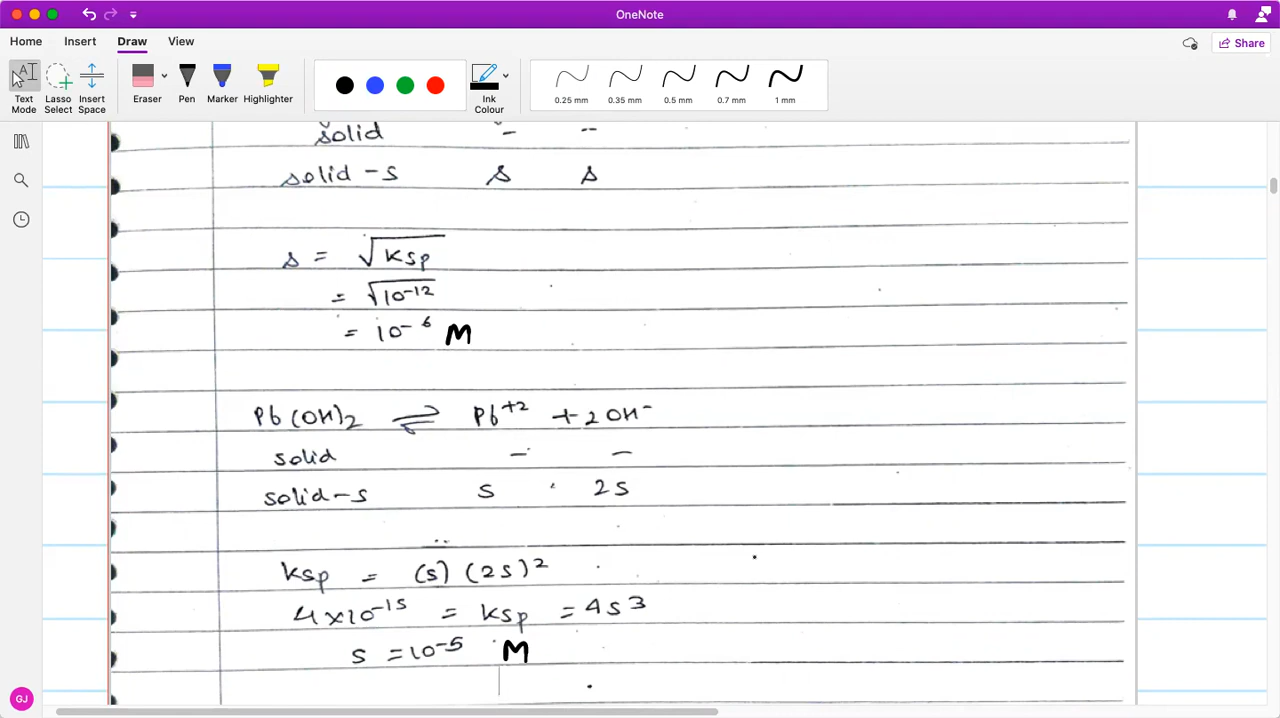 OneNote
Home Insert Draw View
Share
Text Mode
Lasso Select
Insert Space
Eraser
Pen
Marker
Highlighter
Ink Colour
0.25 mm 0.35 mm 0.5 mm 0.7 mm 1 mm
solid - --
solid - s s s
s = √Ksp
= √10⁻¹²
= 10⁻⁶ M
Pb(OH)₂ ⇌ Pb⁺² + 2OH⁻
solid - -
solid - s s 2s
Ksp = (s) (2s)²
4×10⁻¹⁵ = Ksp = 4s³
s = 10⁻⁵ M
GJ